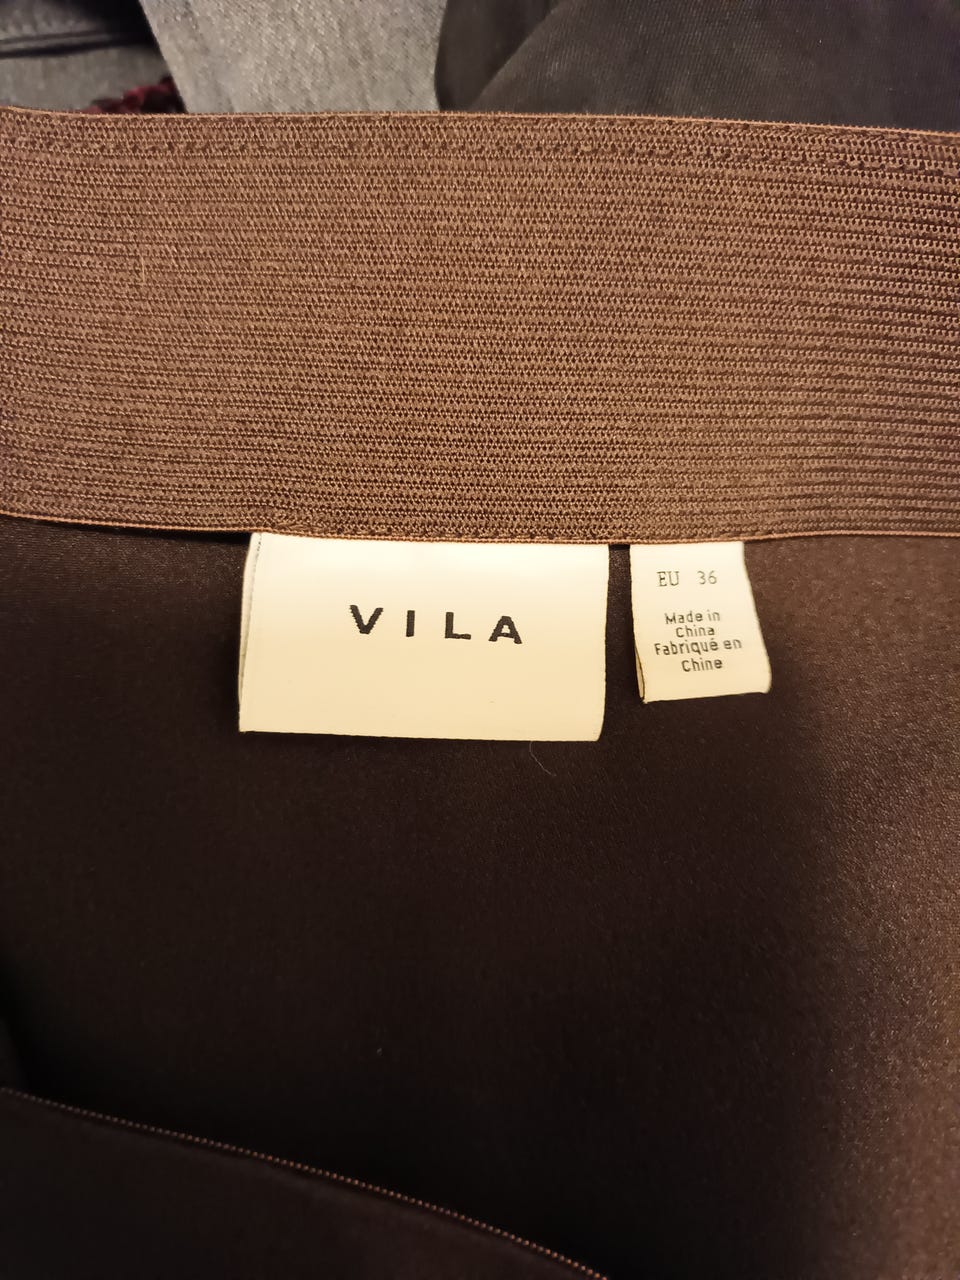 VILA
EU 36
Made in
China
Fabriqué en
Chine